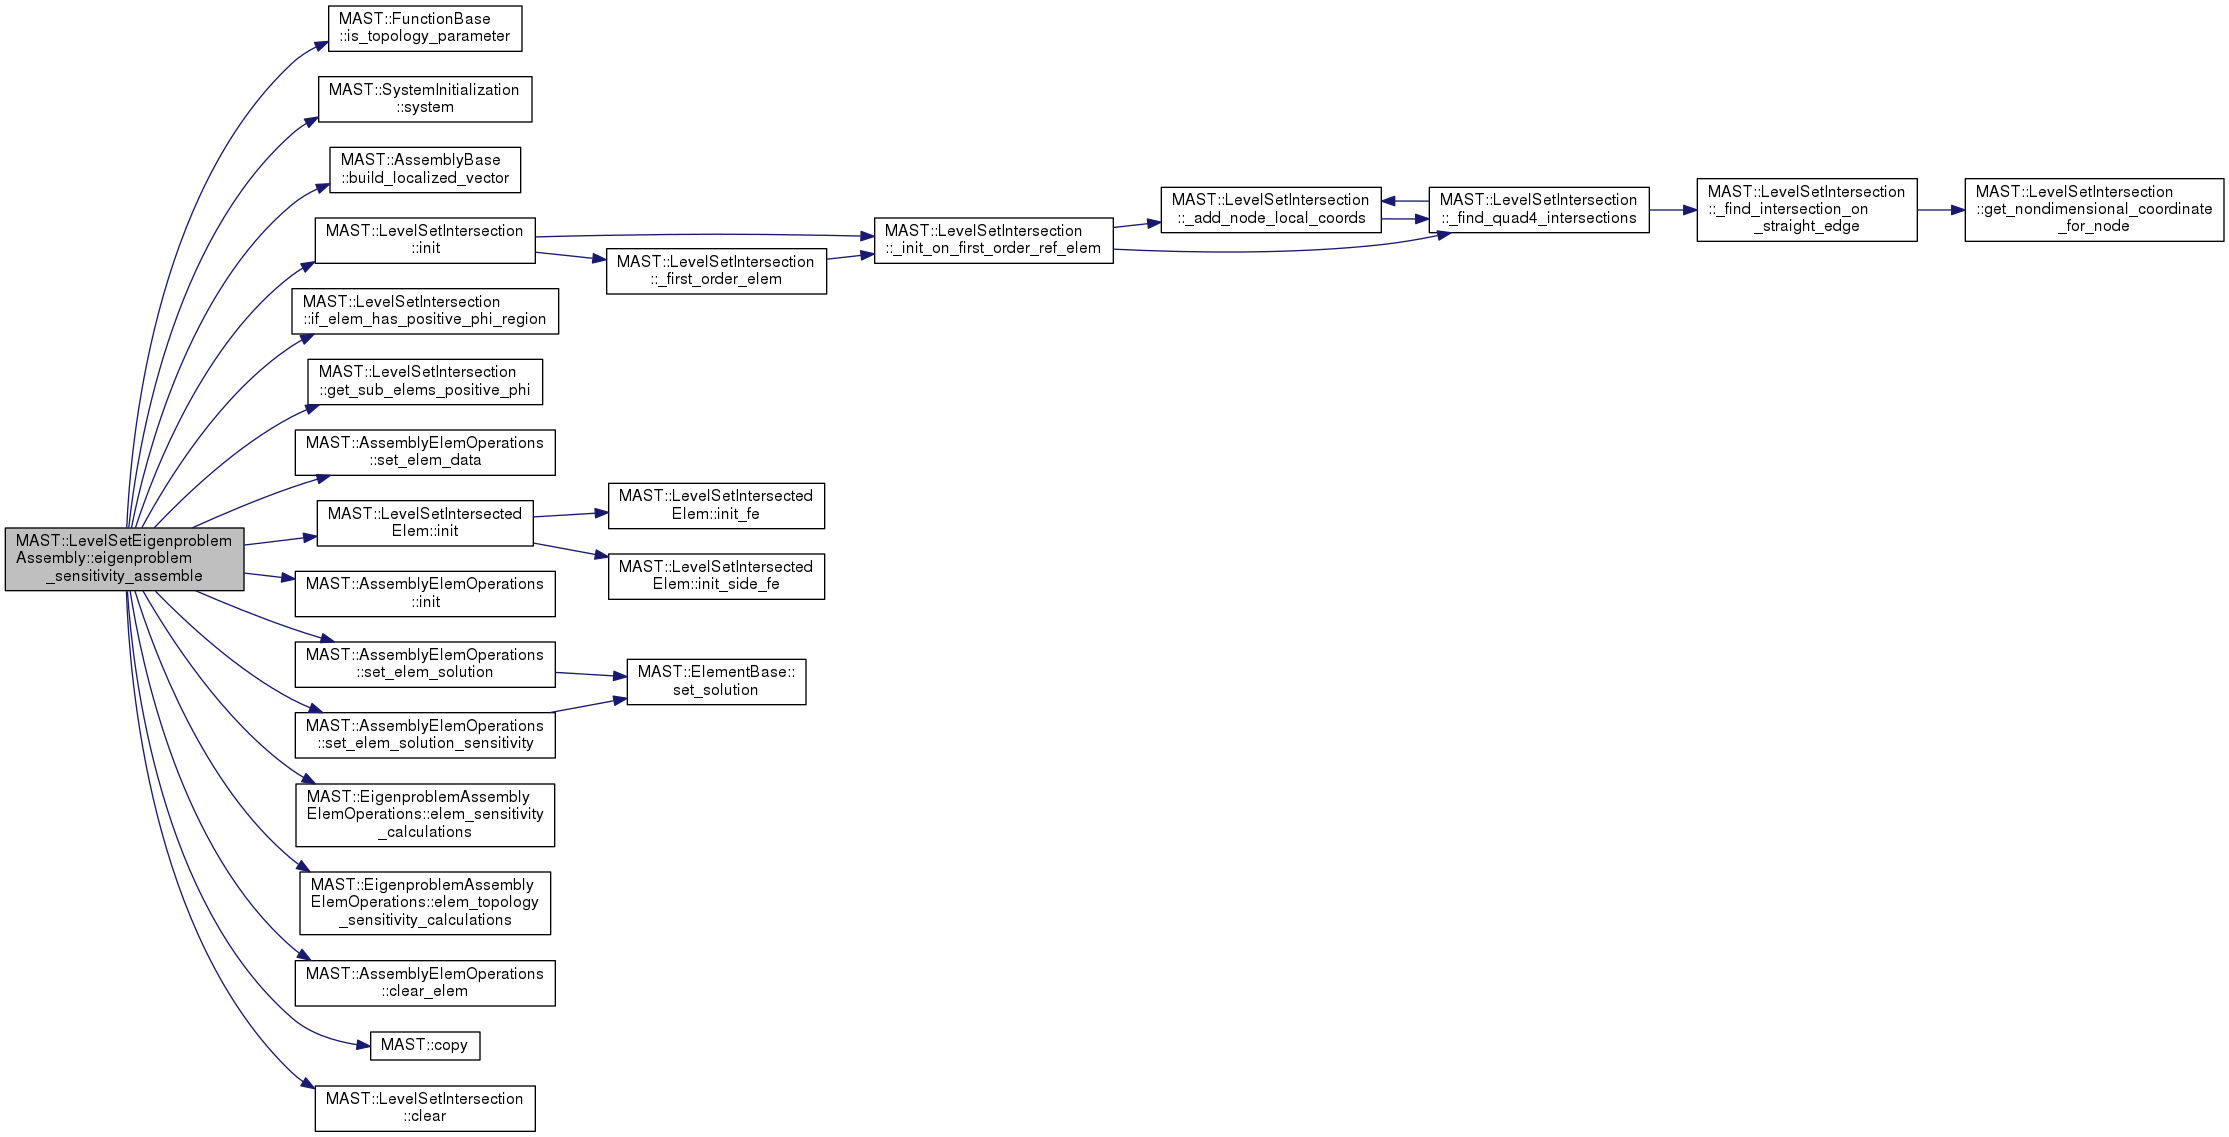 MAST::FunctionBase
::is_topology_parameter
MAST::SystemInitialization
::system
MAST::AssemblyBase
::build_localized_vector
MAST::LevelSetIntersection
::init
MAST::LevelSetIntersection
::_first_order_elem
MAST::LevelSetIntersection
::_init_on_first_order_ref_elem
MAST::LevelSetIntersection
::_add_node_local_coords
MAST::LevelSetIntersection
::_find_quad4_intersections
MAST::LevelSetIntersection
::_find_intersection_on
_straight_edge
MAST::LevelSetIntersection
::get_nondimensional_coordinate
_for_node
MAST::LevelSetIntersection
::if_elem_has_positive_phi_region
MAST::LevelSetIntersection
::get_sub_elems_positive_phi
MAST::AssemblyElemOperations
::set_elem_data
MAST::LevelSetIntersected
Elem::init
MAST::LevelSetIntersected
Elem::init_fe
MAST::LevelSetIntersected
Elem::init_side_fe
MAST::LevelSetEigenproblem
Assembly::eigenproblem
_sensitivity_assemble
MAST::AssemblyElemOperations
::init
MAST::AssemblyElemOperations
::set_elem_solution
MAST::ElementBase::
set_solution
MAST::AssemblyElemOperations
::set_elem_solution_sensitivity
MAST::EigenproblemAssembly
ElemOperations::elem_sensitivity
_calculations
MAST::EigenproblemAssembly
ElemOperations::elem_topology
_sensitivity_calculations
MAST::AssemblyElemOperations
::clear_elem
MAST::copy
MAST::LevelSetIntersection
::clear